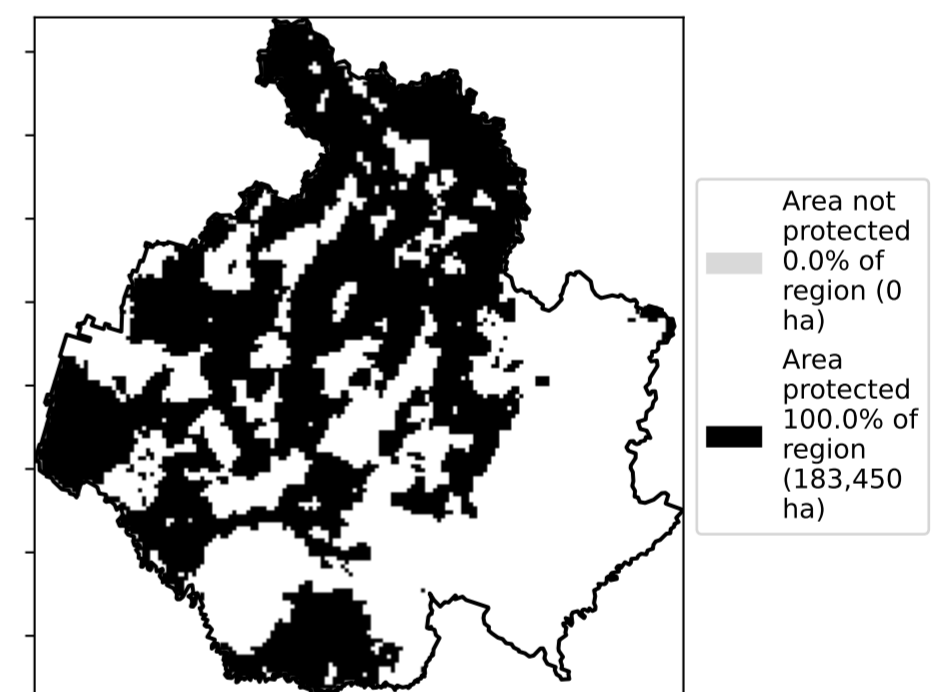 Area not
protected
0.0% of
region (0
ha)
Area
protected
100.0% of
region
(183,450
ha)